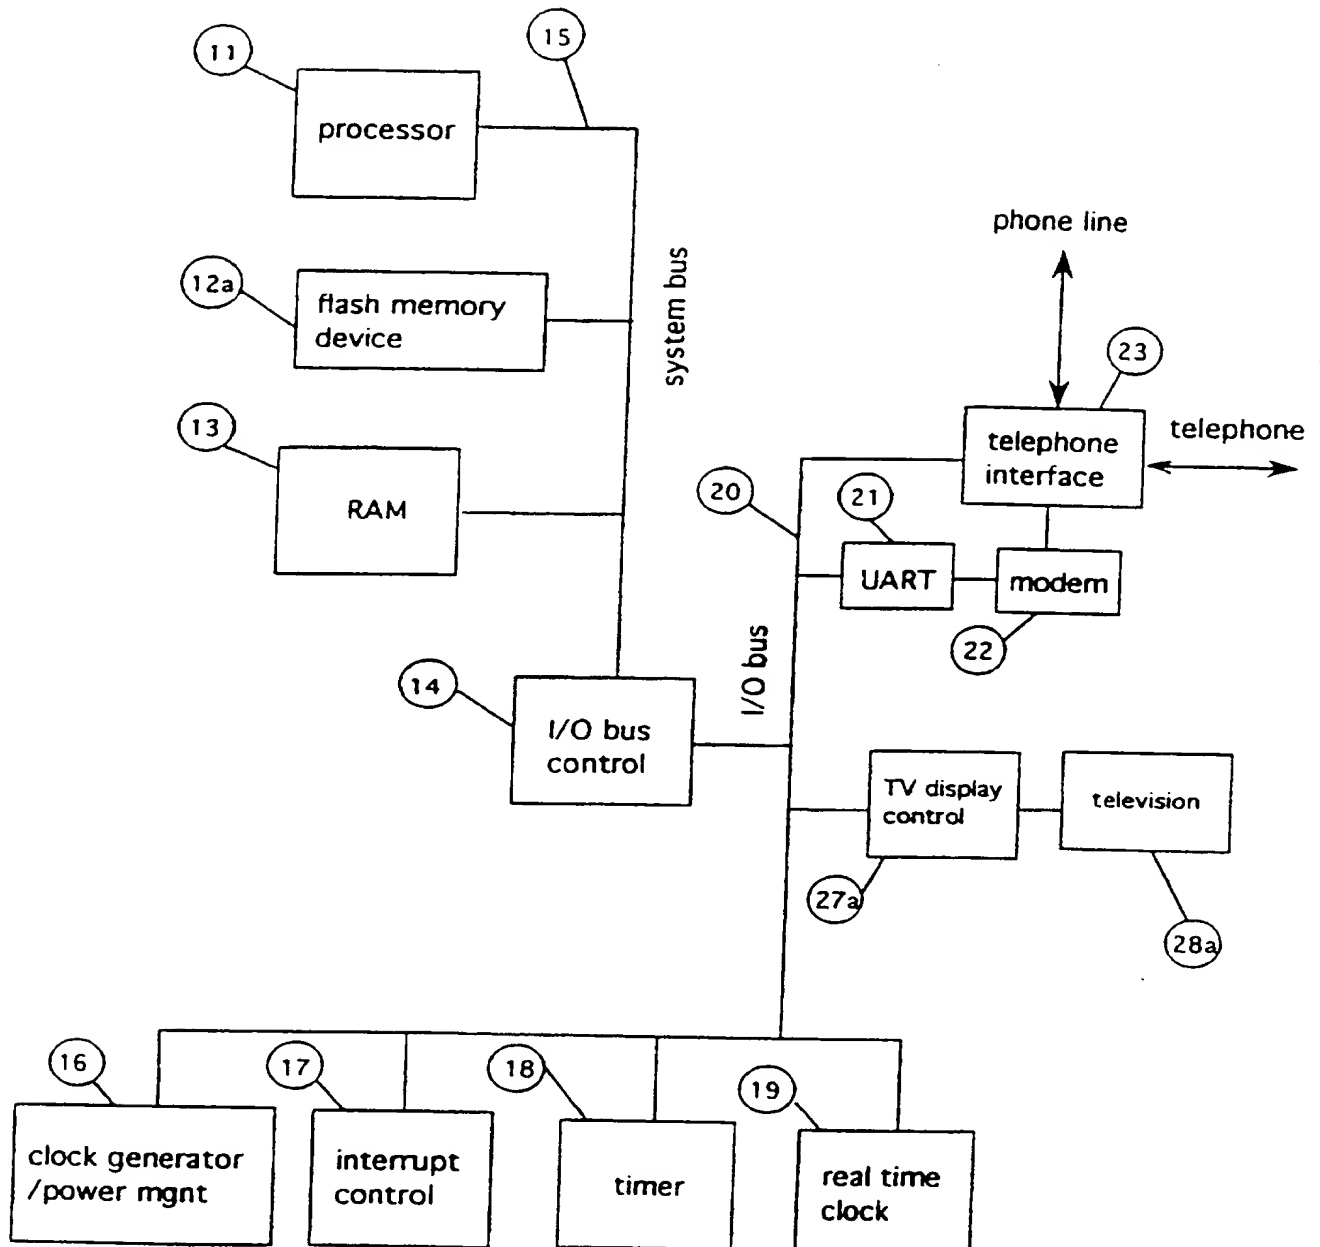 11
15
processor
phone line
12a
flash memory
device
system bus
23
13
telephone
interface
telephone
RAM
20
21
UART
modem
22
I/O bus
14
I/O bus
control
TV display
control
television
27a
28a
16
17
18
19
clock generator
/power mgnt
interrupt
control
timer
real time
clock